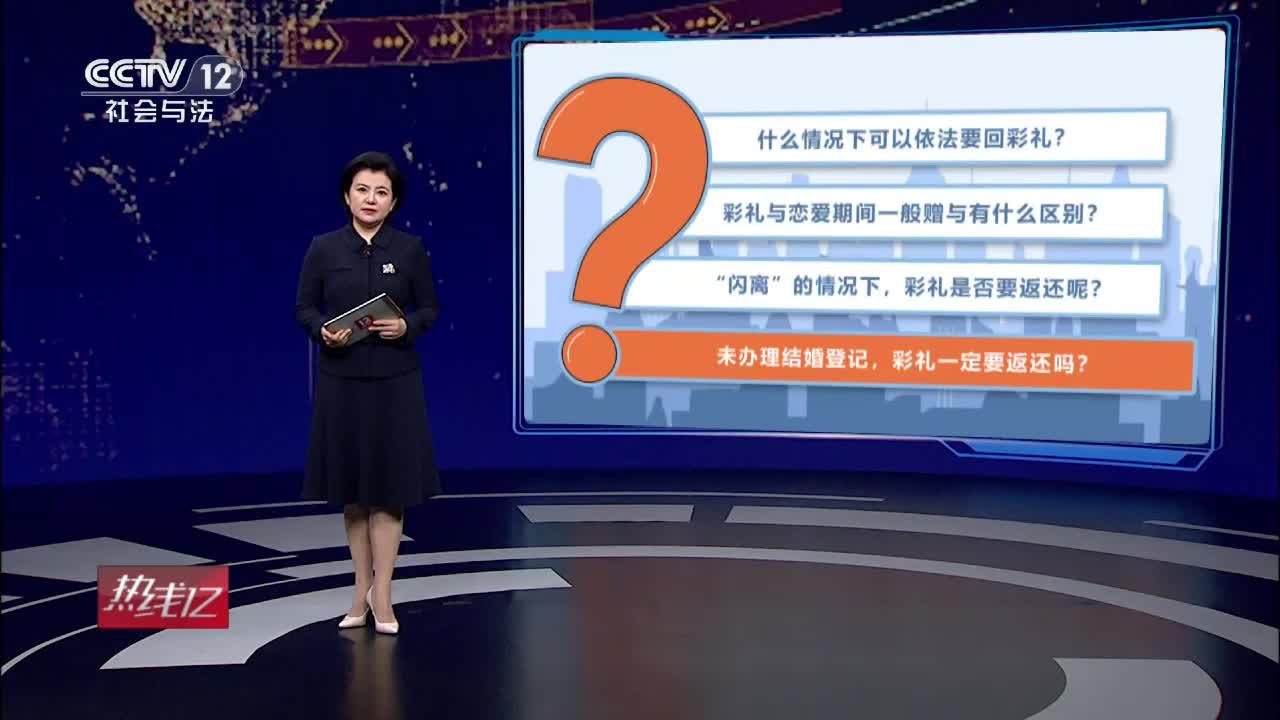 CCTV 12
社会与法
什么情况下可以依法要回彩礼？
彩礼与恋爱期间一般赠与有什么区别？
“闪离”的情况下，彩礼是否要返还呢？
未办理结婚登记，彩礼一定要返还吗？
热线12